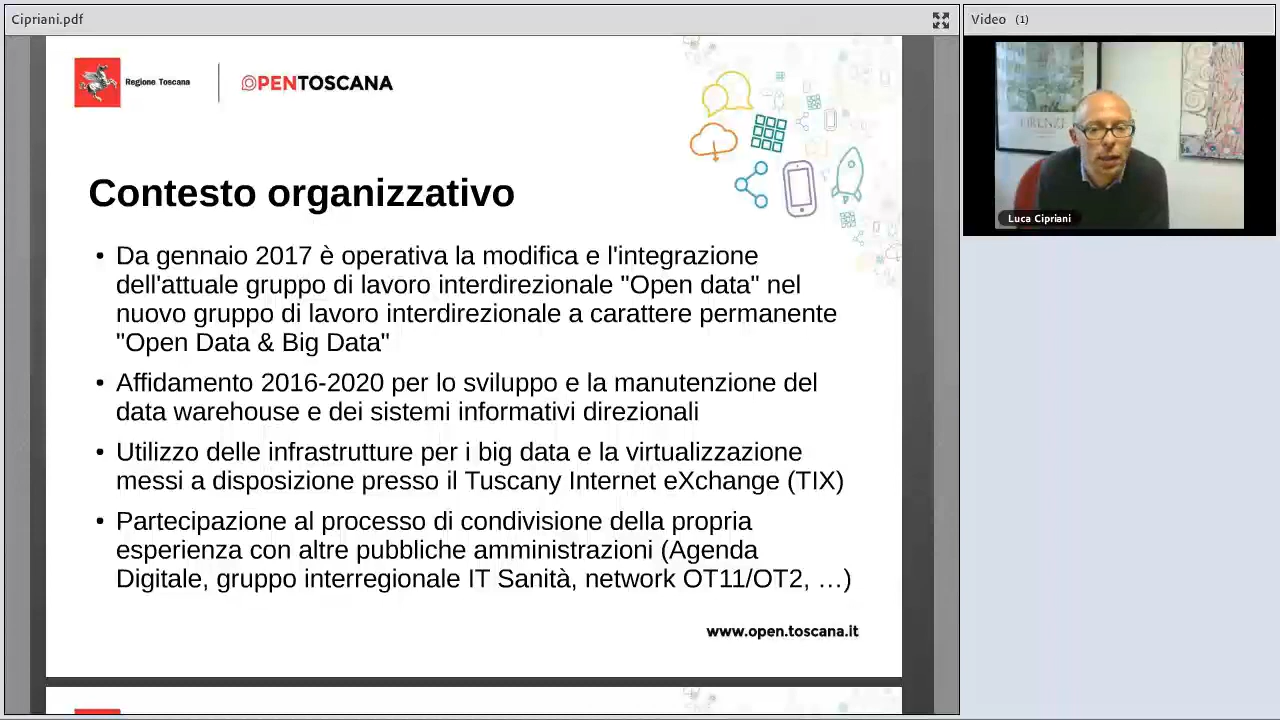 Cipriani.pdf
Video (1)
Regione Toscana
OPENTOSCANA
FIRENZE
Luca Cipriani
Contesto organizzativo
• Da gennaio 2017 è operativa la modifica e l'integrazione
dell'attuale gruppo di lavoro interdirezionale "Open data" nel
nuovo gruppo di lavoro interdirezionale a carattere permanente
"Open Data & Big Data"
• Affidamento 2016-2020 per lo sviluppo e la manutenzione del
data warehouse e dei sistemi informativi direzionali
• Utilizzo delle infrastrutture per i big data e la virtualizzazione
messi a disposizione presso il Tuscany Internet eXchange (TIX)
• Partecipazione al processo di condivisione della propria
esperienza con altre pubbliche amministrazioni (Agenda
Digitale, gruppo interregionale IT Sanità, network OT11/OT2, …)
www.open.toscana.it